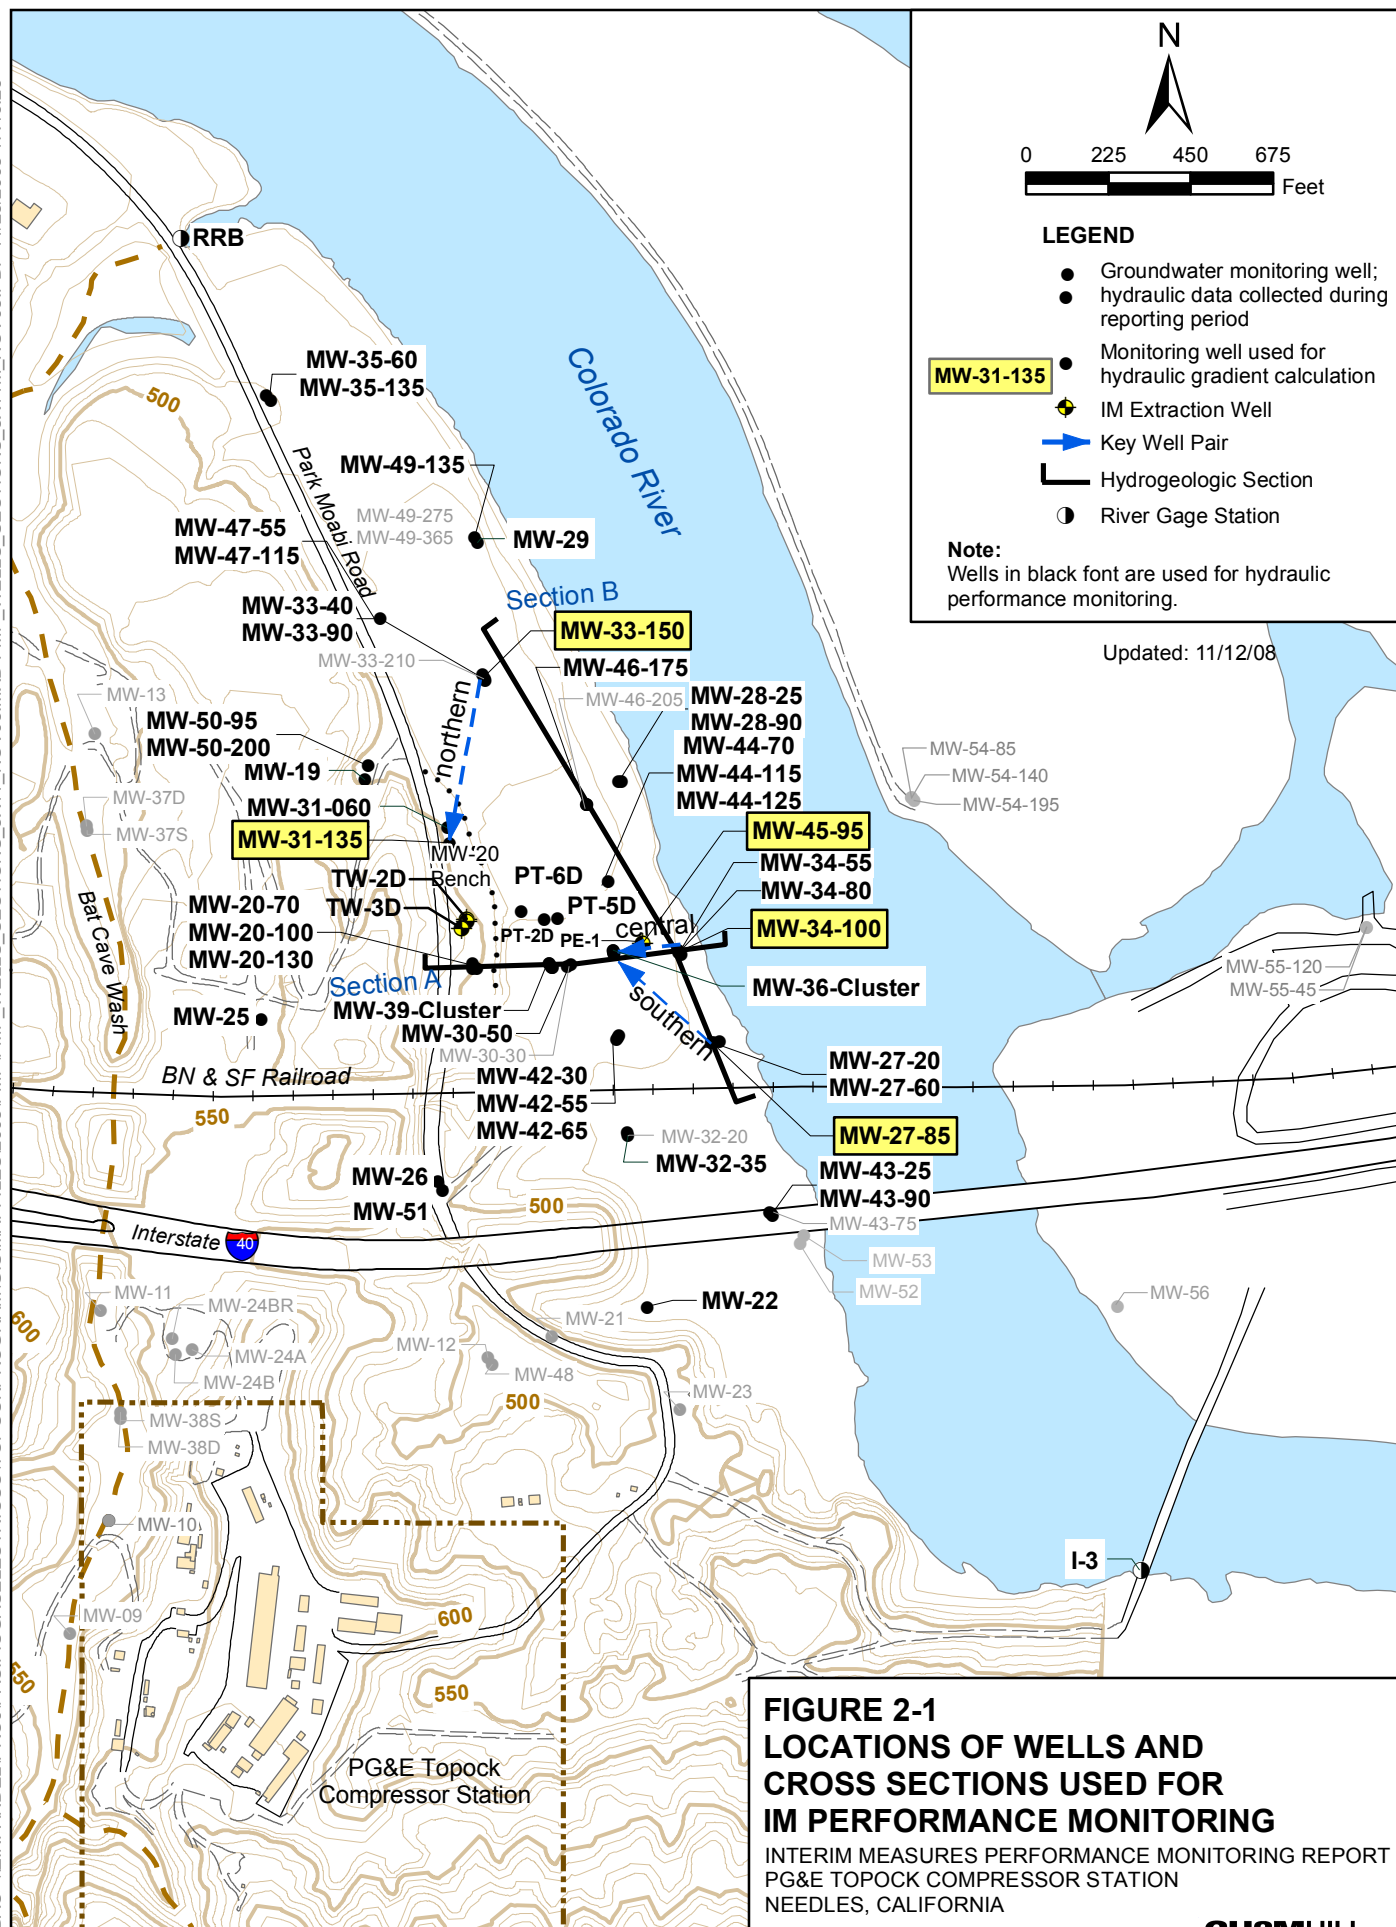 N
0 225 450 675
Feet
LEGEND
Groundwater monitoring well;
hydraulic data collected during
reporting period
MW-31-135
Monitoring well used for
hydraulic gradient calculation
IM Extraction Well
Key Well Pair
Hydrogeologic Section
River Gage Station
Note:
Wells in black font are used for hydraulic
performance monitoring.
Updated: 11/12/08
RRB
MW-35-60
MW-35-135
500
Colorado River
Park Moabi Road
MW-49-135
MW-49-275
MW-49-365
MW-29
MW-47-55
MW-47-115
Section B
MW-33-40
MW-33-90
MW-33-150
MW-33-210
MW-46-175
MW-46-205
MW-28-25
MW-28-90
northern
MW-13
MW-50-95
MW-50-200
MW-19
MW-44-70
MW-44-115
MW-44-125
MW-54-85
MW-54-140
MW-54-195
MW-37D
MW-37S
MW-31-060
MW-31-135
MW-20
Bench
MW-45-95
MW-34-55
MW-34-80
TW-2D
TW-3D
PT-6D
PT-5D
PT-2D
PE-1
central
MW-34-100
Bat Cave Wash
MW-20-70
MW-20-100
MW-20-130
Section A
MW-36-Cluster
MW-55-120
MW-55-45
MW-39-Cluster
MW-25
MW-30-50
MW-30-30
southern
MW-27-20
MW-27-60
BN & SF Railroad
550
MW-42-30
MW-42-55
MW-42-65
MW-27-85
MW-32-20
MW-32-35
MW-26
MW-51
500
MW-43-25
MW-43-90
MW-43-75
Interstate
40
MW-53
MW-52
MW-56
MW-11
MW-24BR
MW-24A
MW-24B
600
MW-22
MW-21
MW-12
MW-48
MW-23
500
MW-38S
MW-38D
MW-10
I-3
MW-09
600
550
550
PG&E Topock
Compressor Station
FIGURE 2-1
LOCATIONS OF WELLS AND
CROSS SECTIONS USED FOR
IM PERFORMANCE MONITORING
INTERIM MEASURES PERFORMANCE MONITORING REPORT
PG&E TOPOCK COMPRESSOR STATION
NEEDLES, CALIFORNIA